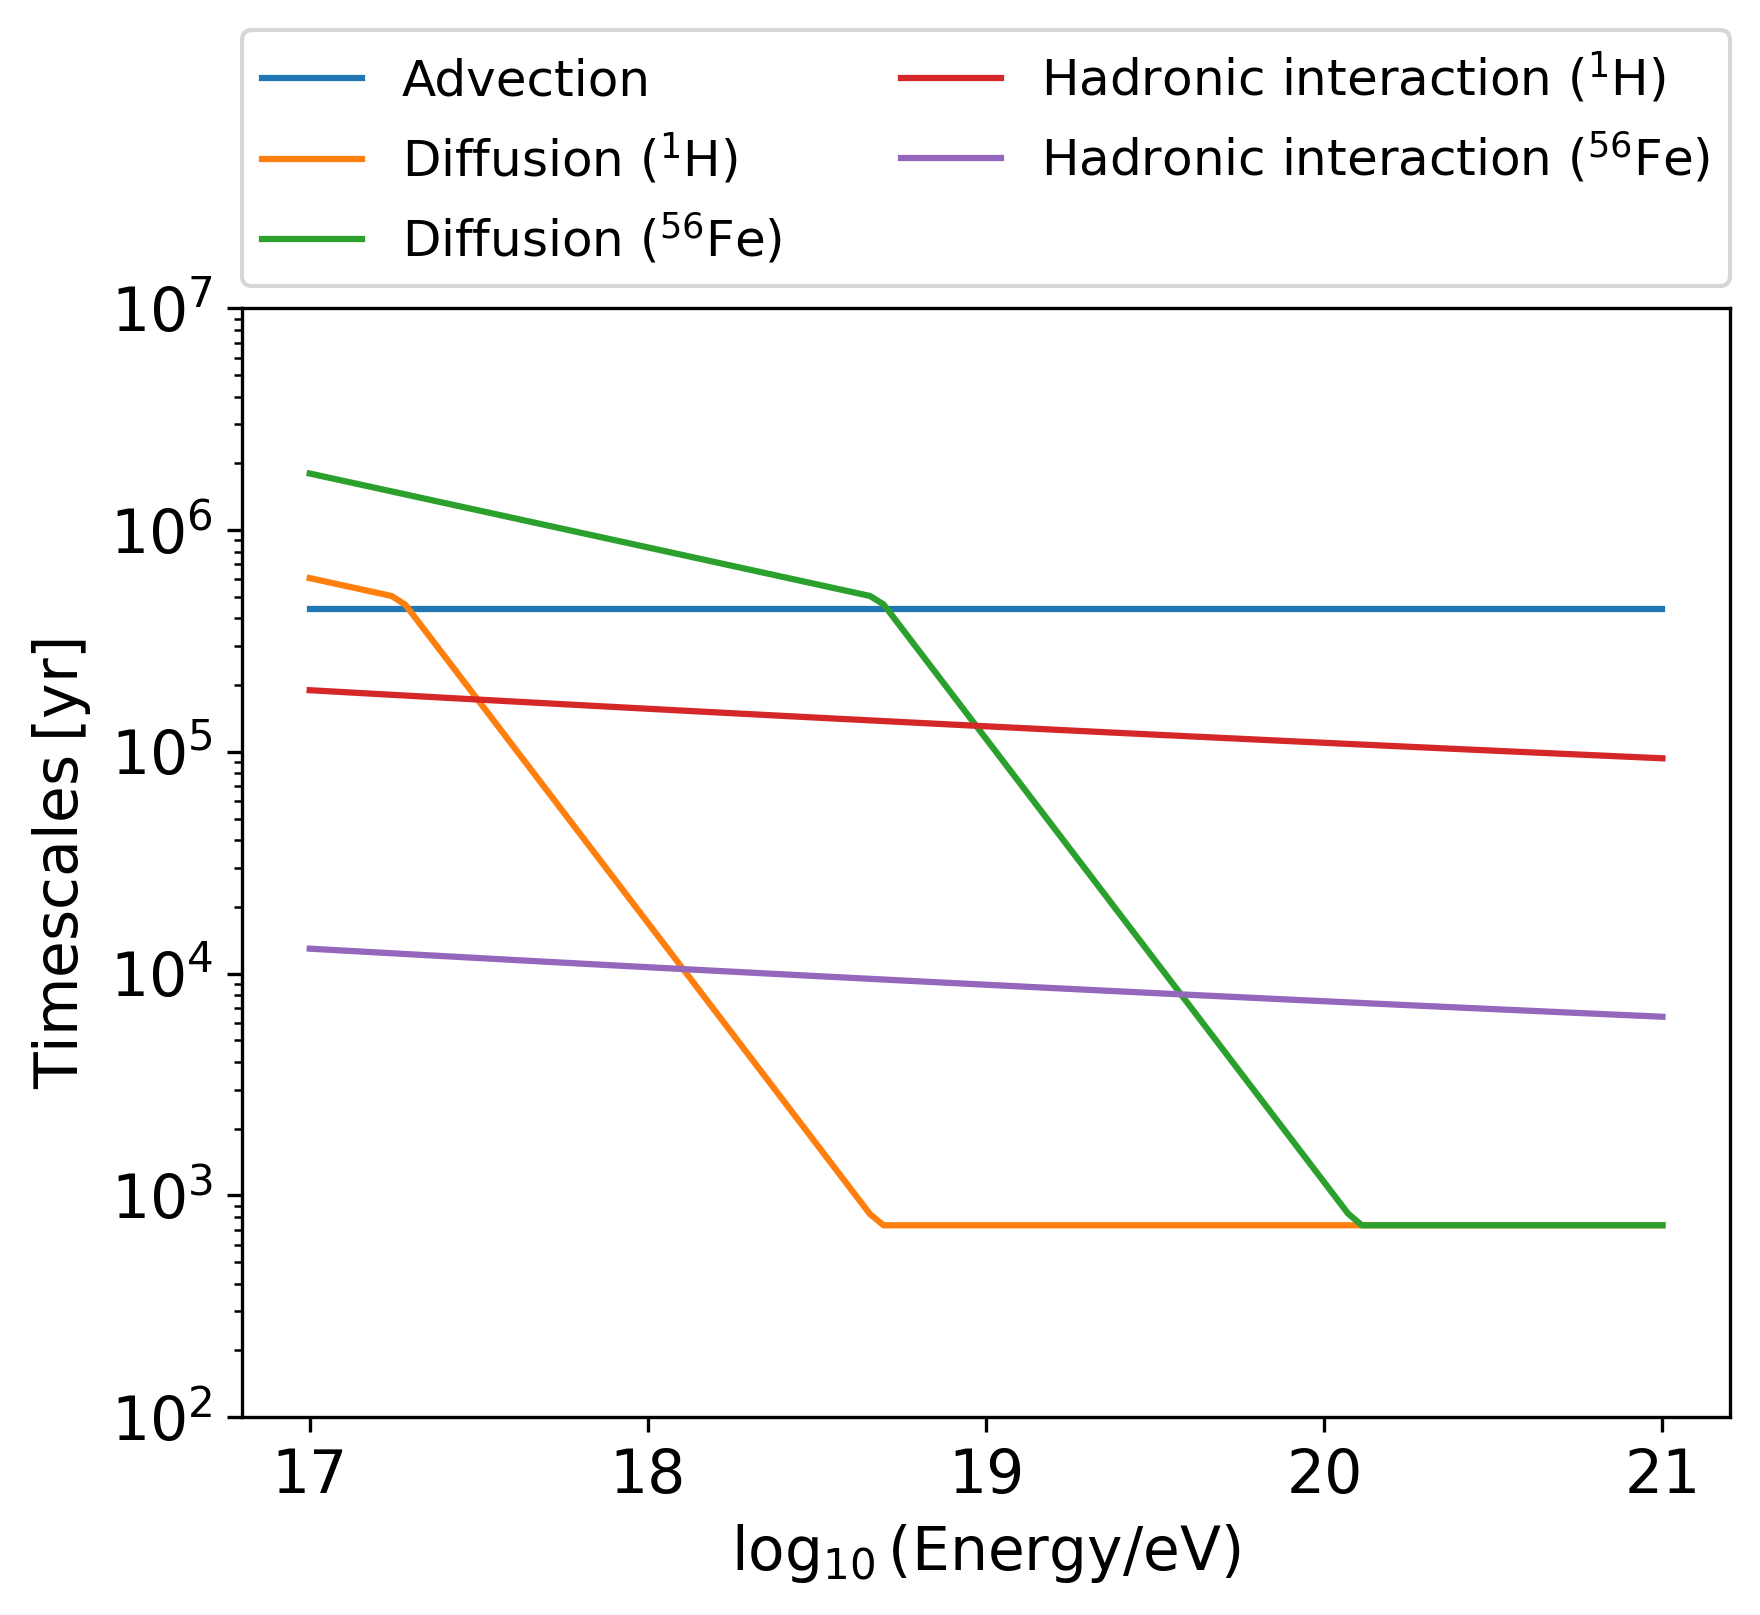 Advection
Diffusion (¹H)
Diffusion (⁵⁶Fe)
Hadronic interaction (¹H)
Hadronic interaction (⁵⁶Fe)
10⁷
10⁶
10⁵
10⁴
10³
10²
Timescales [yr]
17 18 19 20 21
log₁₀ (Energy/eV)